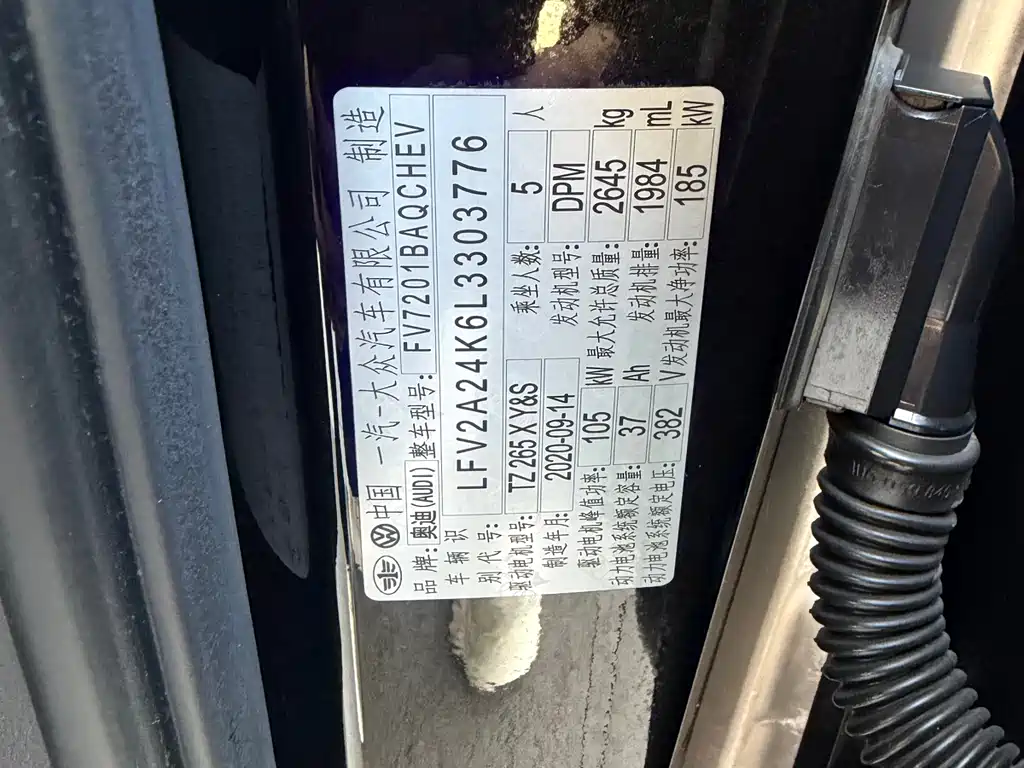 中国 一汽-大众汽车有限公司 制造
品牌: 奥迪(AUDI) 整车型号: FV7201BAQCHEV
车辆识别代号: LFV2A24K6L3303776
驱动电机型号: TZ265XY&S 乘坐人数: 5 人
制造年月: 2020-09-14 发动机型号: DPM
驱动电机峰值功率: 105 kW 最大允许总质量: 2645 kg
动力电池系统额定容量: 37 Ah 发动机排量: 1984 mL
动力电池系统额定电压: 382 V 发动机最大净功率: 185 kW